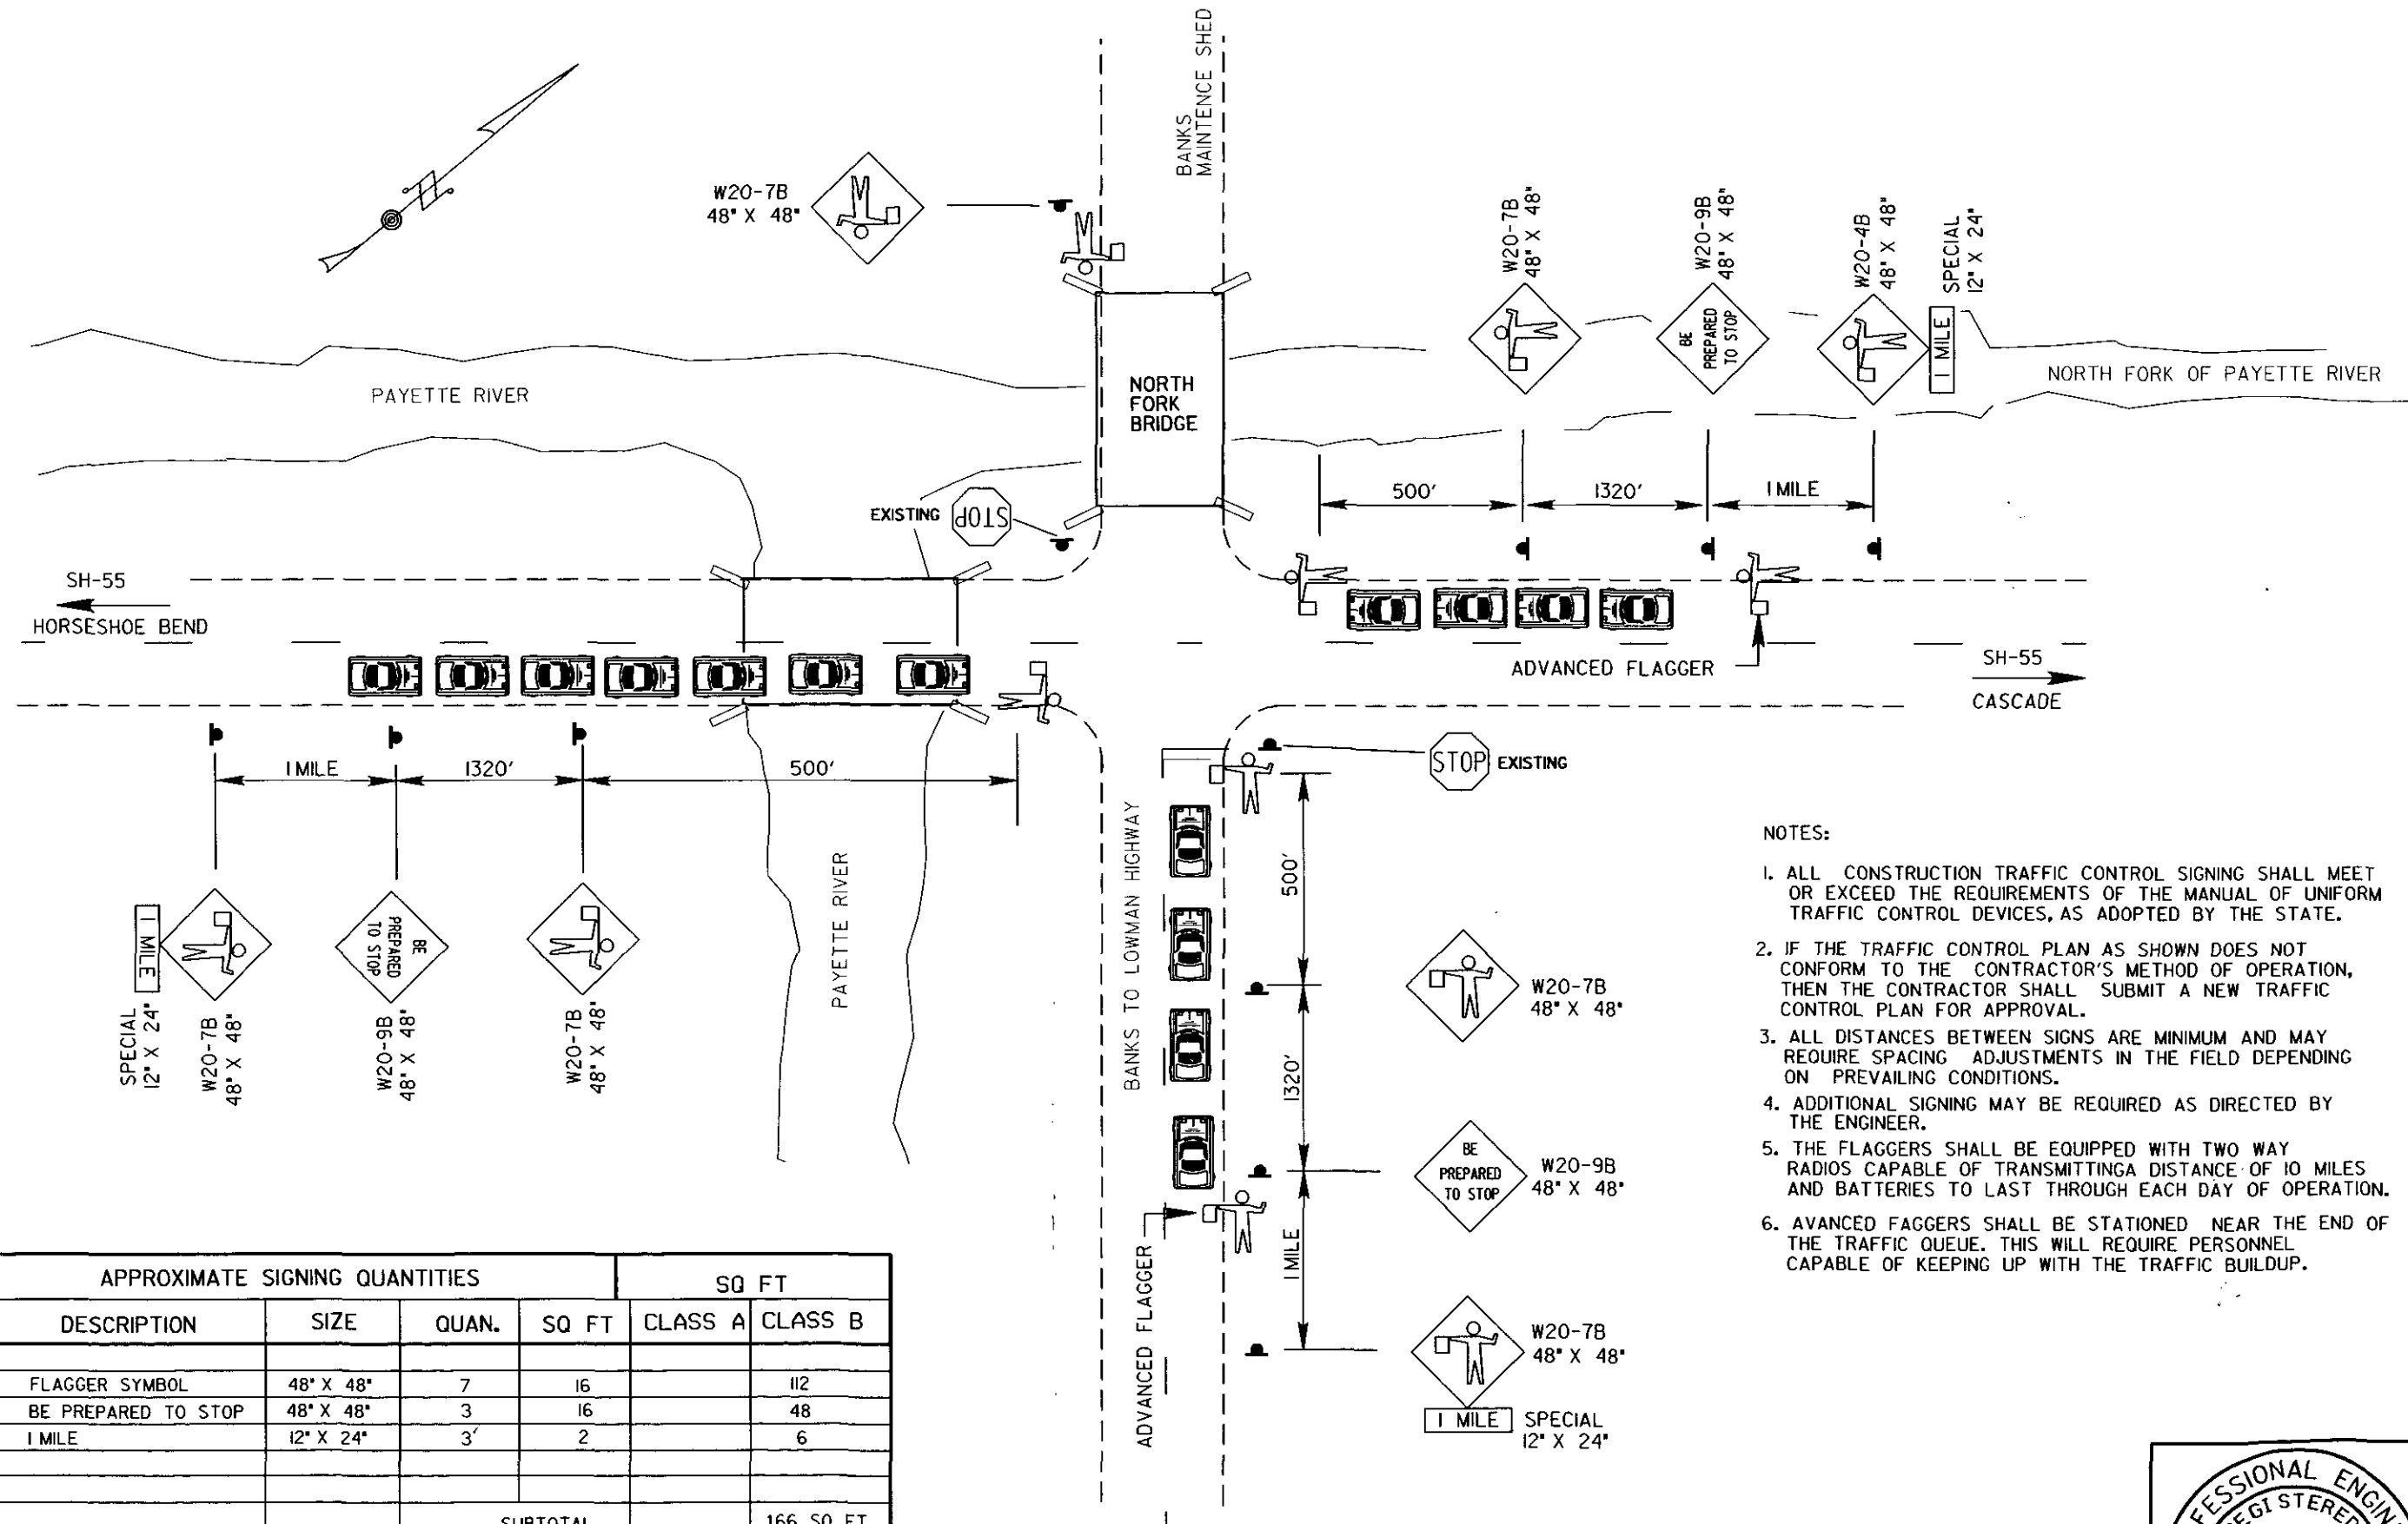 BANKS
MAINTENCE SHED
W20-7B
48" X 48"
W20-7B
48" X 48"
W20-9B
48" X 48"
W20-4B
48" X 48"
SPECIAL
12" X 24"
BE
PREPARED
TO STOP
1 MILE
PAYETTE RIVER
NORTH
FORK
BRIDGE
NORTH FORK OF PAYETTE RIVER
500'
1320'
1 MILE
EXISTING
STOP
SH-55
HORSESHOE BEND
ADVANCED FLAGGER
SH-55
CASCADE
1 MILE
1320'
500'
STOP
EXISTING
1 MILE
BE
PREPARED
TO STOP
SPECIAL
12" X 24"
W20-7B
48" X 48"
W20-9B
48" X 48"
W20-7B
48" X 48"
PAYETTE RIVER
BANKS TO LOWMAN HIGHWAY
500'
1320'
1 MILE
W20-7B
48" X 48"
BE
PREPARED
TO STOP
W20-9B
48" X 48"
ADVANCED FLAGGER
W20-7B
48" X 48"
1 MILE
SPECIAL
12" X 24"
NOTES:
1. ALL CONSTRUCTION TRAFFIC CONTROL SIGNING SHALL MEET
OR EXCEED THE REQUIREMENTS OF THE MANUAL OF UNIFORM
TRAFFIC CONTROL DEVICES, AS ADOPTED BY THE STATE.
2. IF THE TRAFFIC CONTROL PLAN AS SHOWN DOES NOT
CONFORM TO THE CONTRACTOR'S METHOD OF OPERATION,
THEN THE CONTRACTOR SHALL SUBMIT A NEW TRAFFIC
CONTROL PLAN FOR APPROVAL.
3. ALL DISTANCES BETWEEN SIGNS ARE MINIMUM AND MAY
REQUIRE SPACING ADJUSTMENTS IN THE FIELD DEPENDING
ON PREVAILING CONDITIONS.
4. ADDITIONAL SIGNING MAY BE REQUIRED AS DIRECTED BY
THE ENGINEER.
5. THE FLAGGERS SHALL BE EQUIPPED WITH TWO WAY
RADIOS CAPABLE OF TRANSMITTINGA DISTANCE OF 10 MILES
AND BATTERIES TO LAST THROUGH EACH DAY OF OPERATION.
6. AVANCED FAGGERS SHALL BE STATIONED NEAR THE END OF
THE TRAFFIC QUEUE. THIS WILL REQUIRE PERSONNEL
CAPABLE OF KEEPING UP WITH THE TRAFFIC BUILDUP.
APPROXIMATE SIGNING QUANTITIES SQ FT
DESCRIPTION SIZE QUAN. SQ FT CLASS A CLASS B
FLAGGER SYMBOL 48" X 48" 7 16 112
BE PREPARED TO STOP 48" X 48" 3 16 48
1 MILE 12" X 24" 3 2 6
SUBTOTAL 166 SQ FT